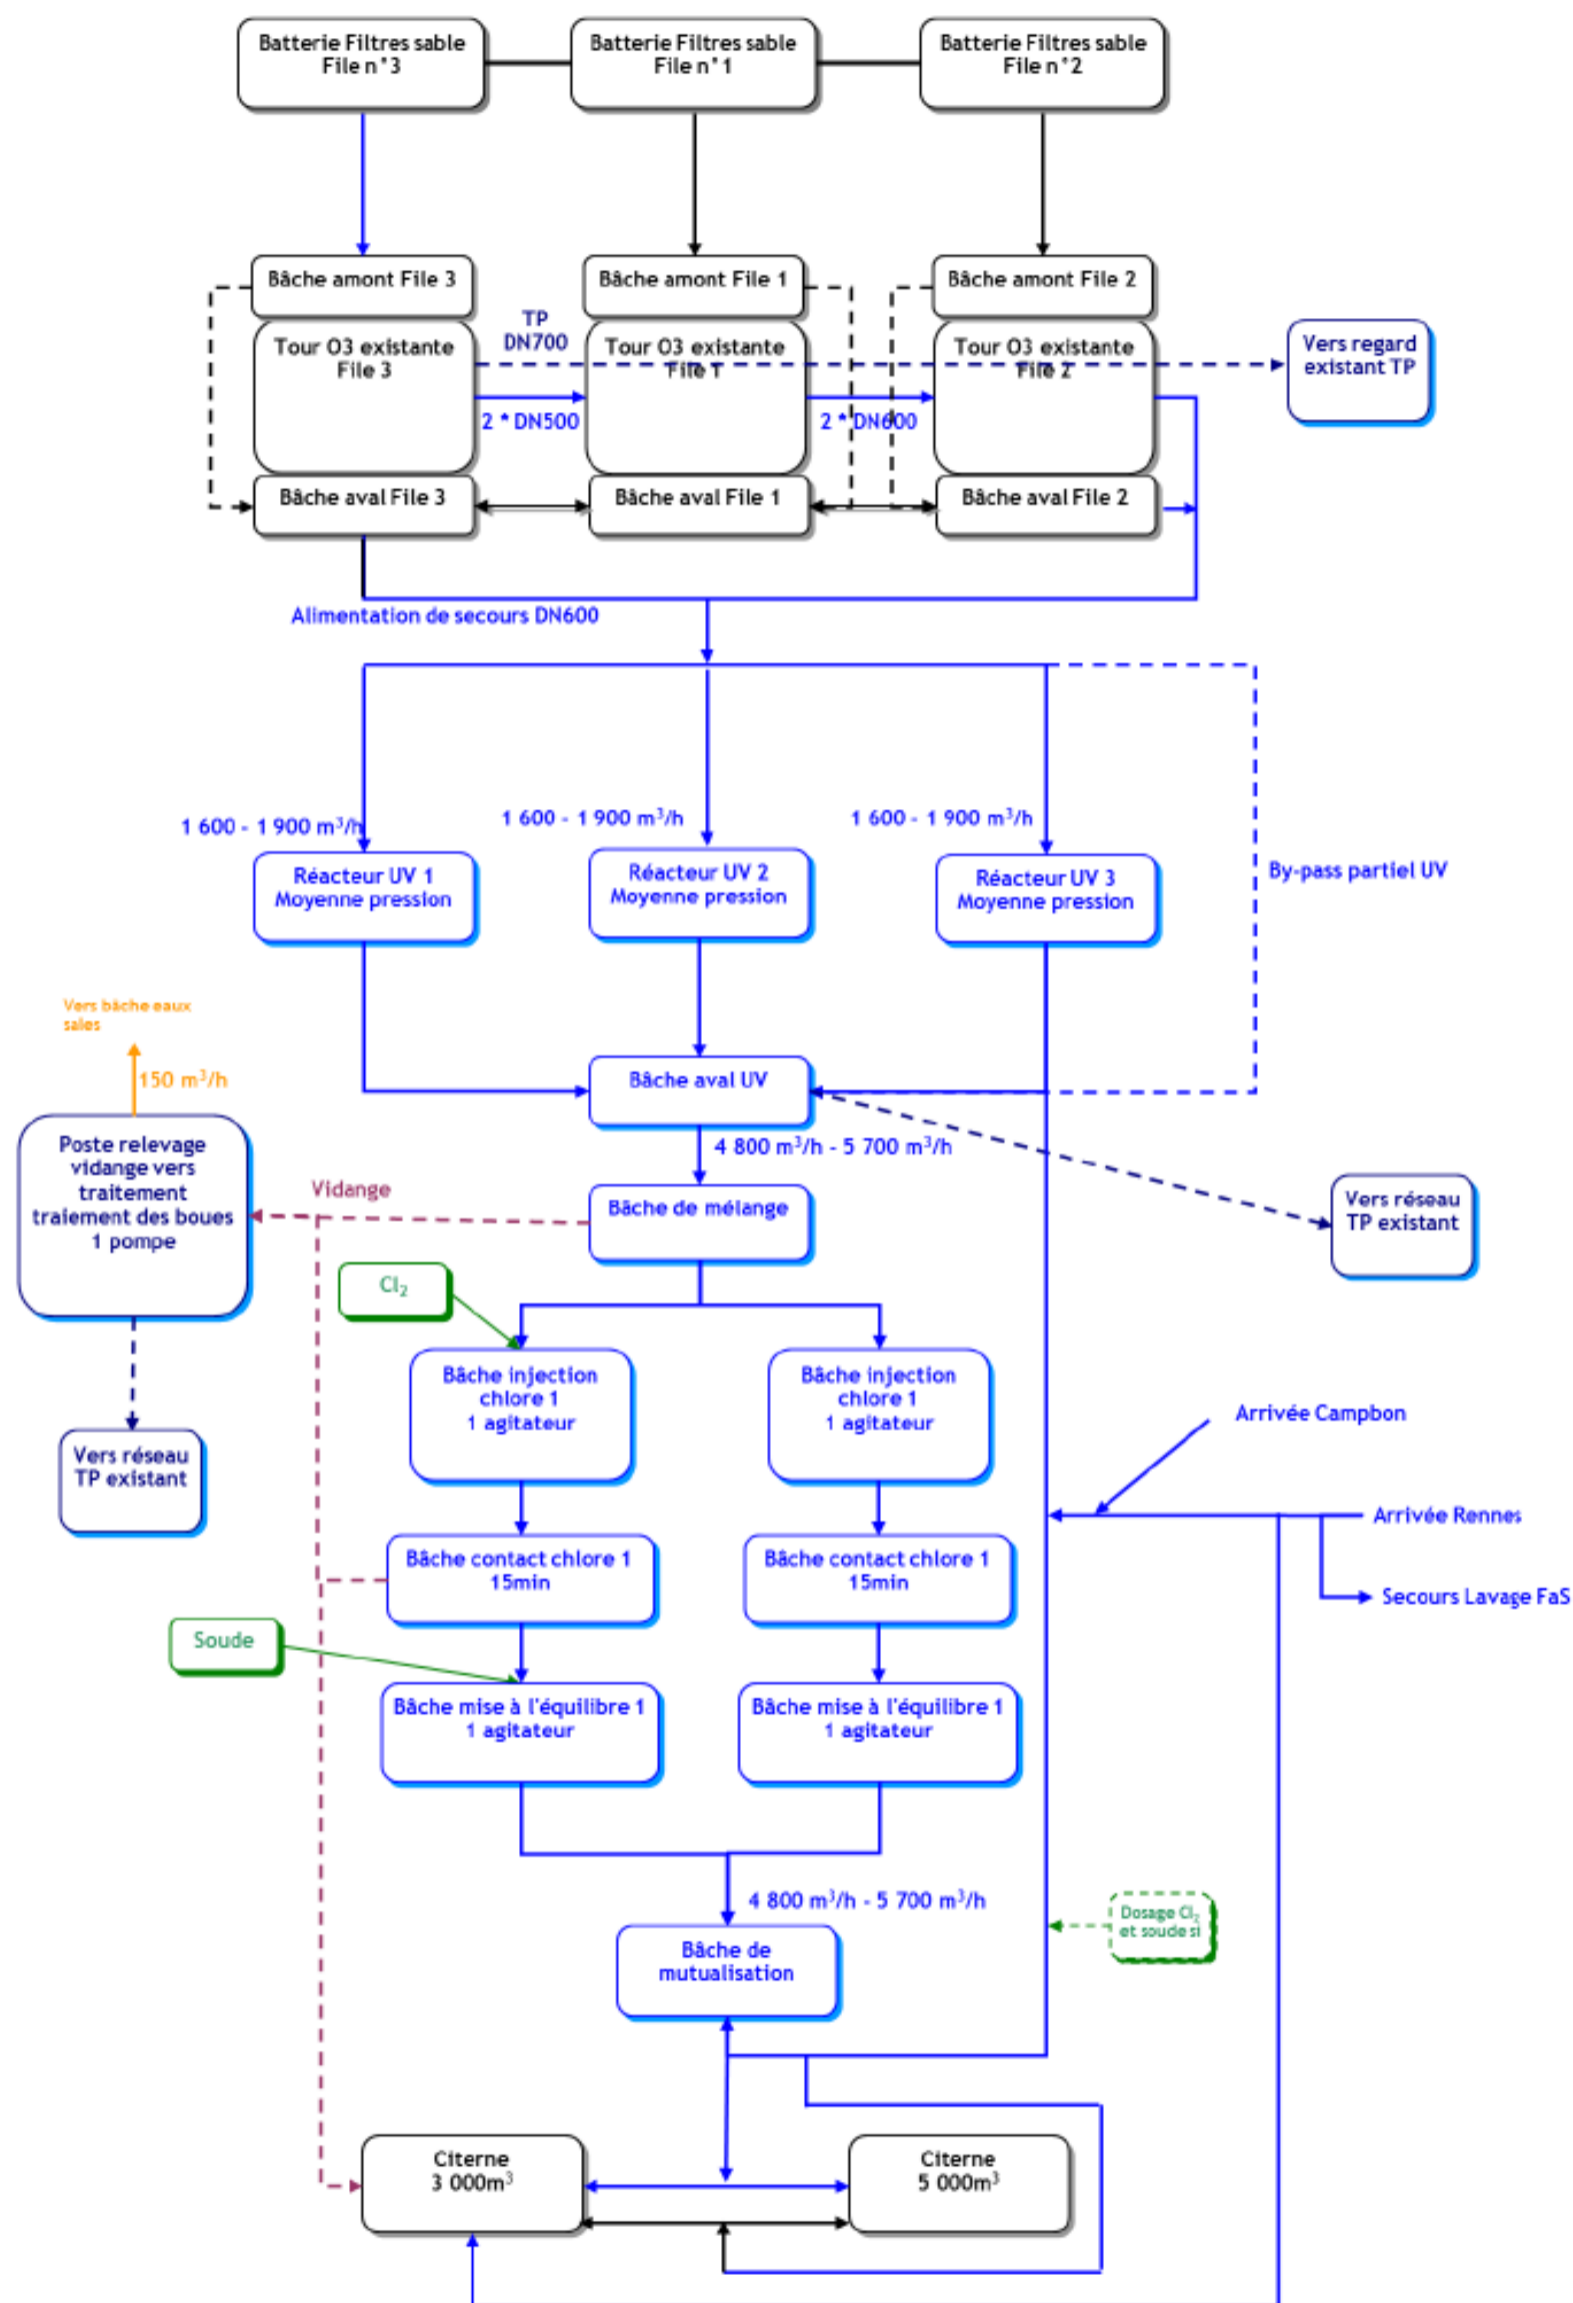 Batterie Filtres sable
File n°3
Batterie Filtres sable
File n°1
Batterie Filtres sable
File n°2
Bâche amont File 3
Bâche amont File 1
Bâche amont File 2
Tour O3 existante
File 3
TP
DN700
Tour O3 existante
File 1
Tour O3 existante
File 2
Vers regard
existant TP
2 * DN500
2 * DN600
Bâche aval File 3
Bâche aval File 1
Bâche aval File 2
Alimentation de secours DN600
1 600 - 1 900 m³/h
1 600 - 1 900 m³/h
1 600 - 1 900 m³/h
Réacteur UV 1
Moyenne pression
Réacteur UV 2
Moyenne pression
Réacteur UV 3
Moyenne pression
By-pass partiel UV
Vers bâche eaux
sales
150 m³/h
Bâche aval UV
4 800 m³/h - 5 700 m³/h
Poste relevage
vidange vers
traitement
traiement des boues
1 pompe
Vidange
Bâche de mélange
Vers réseau
TP existant
Cl₂
Bâche injection
chlore 1
1 agitateur
Bâche injection
chlore 1
1 agitateur
Vers réseau
TP existant
Arrivée Campbon
Arrivée Rennes
Bâche contact chlore 1
15min
Bâche contact chlore 1
15min
Secours Lavage FaS
Soude
Bâche mise à l'équilibre 1
1 agitateur
Bâche mise à l'équilibre 1
1 agitateur
4 800 m³/h - 5 700 m³/h
Dosage Cl₂
et soude si
Bâche de
mutualisation
Citerne
3 000m³
Citerne
5 000m³